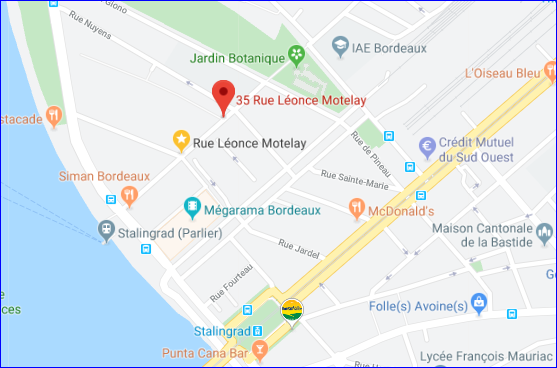 Giono
Rue Nuyens
Jardin Botanique
IAE Bordeaux
L'Oiseau Bleu
35 Rue Léonce Motelay
stacade
Rue Léonce Motelay
Rue de Pineau
Crédit Mutuel
du Sud Ouest
Siman Bordeaux
Rue Sainte-Marie
Mégarama Bordeaux
McDonald's
Stalingrad (Parlier)
Maison Cantonale
de la Bastide
Rue Jardel
Rue Fourteau
Folle(s) Avoine(s)
ces
Stalingrad
Punta Cana Bar
Lycée François Mauriac